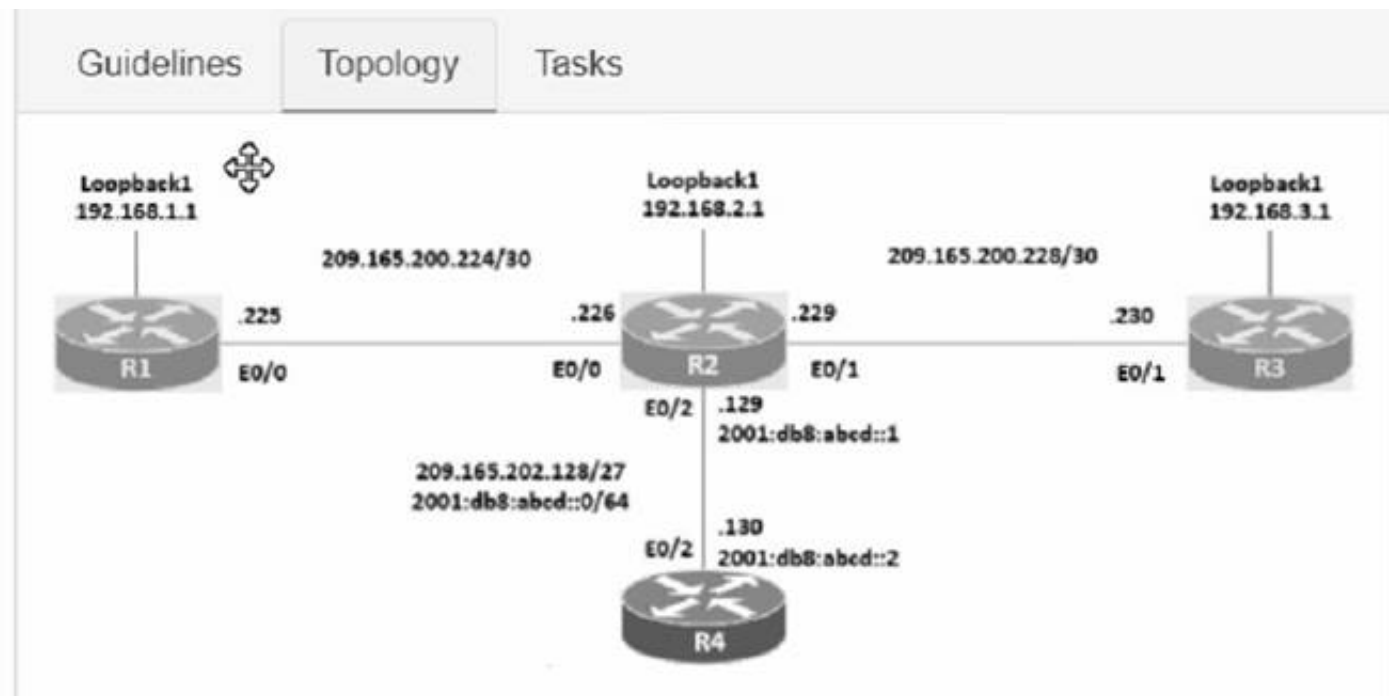 Guidelines
Topology
Tasks
Loopback1
192.168.1.1
Loopback1
192.168.2.1
Loopback1
192.168.3.1
209.165.200.224/30
209.165.200.228/30
.225
.226
.229
.230
R1
E0/0
E0/0
R2
E0/1
E0/1
R3
E0/2
.129
2001:db8:abcd::1
209.165.202.128/27
2001:db8:abcd::0/64
.130
E0/2
2001:db8:abcd::2
R4